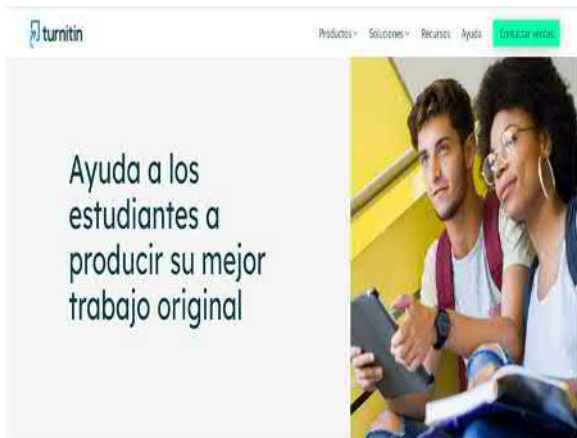 turnitin
Productos Soluciones Recursos Ayuda Contactar ventas
Ayuda a los
estudiantes a
producir su mejor
trabajo original